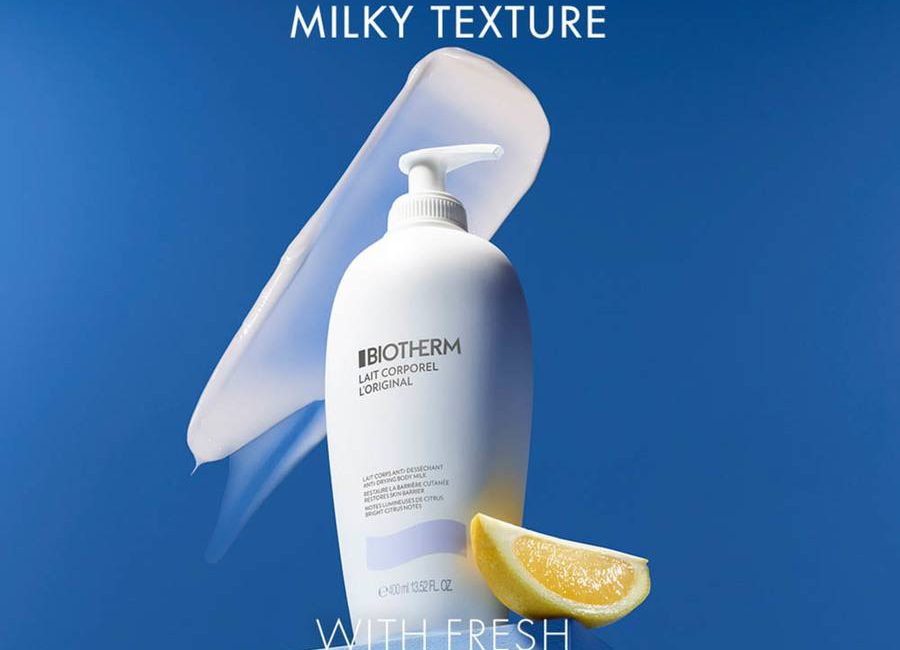 MILKY TEXTURE
BIOTHERM
LAIT CORPOREL
L'ORIGINAL
LAIT CORPS ANTI-DESSÉCHANT
ANTI-DRYING BODY MILK
RESTAURE LA BARRIÈRE CUTANÉE
RESTORES SKIN BARRIER
NOTES LUMINEUSES DE CITRUS
BRIGHT CITRUS NOTES
℮400 ml 13.52 FL. OZ.
WITH FRESH